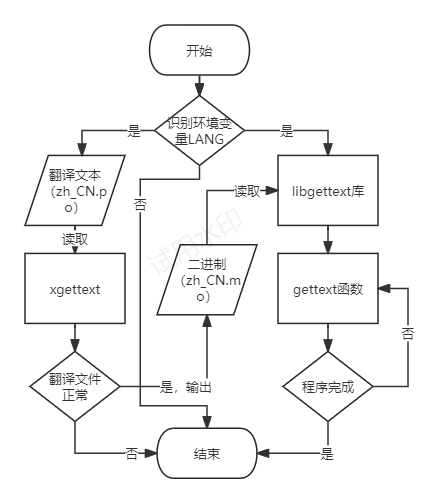 开始
识别环境变
量LANG
是
是
翻译文本
（zh_CN.p
o）
libgettext库
否
读取
读取
试用水印
xgettext
二进制
（zh_CN.m
o）
gettext函数
否
翻译文件
正常
是，输出
程序完成
否
结束
是